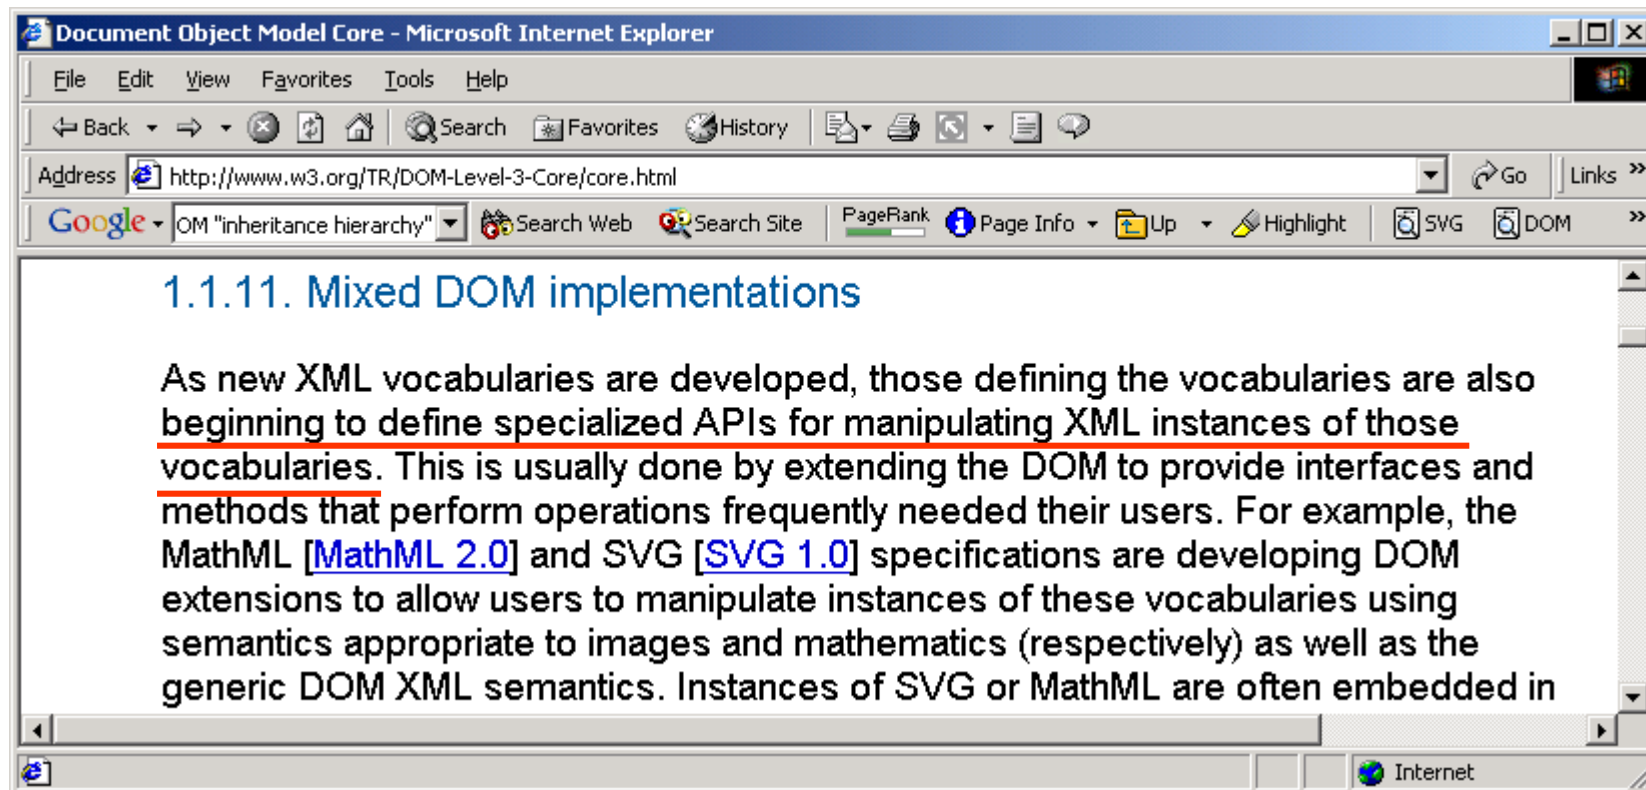 Document Object Model Core - Microsoft Internet Explorer
File Edit View Favorites Tools Help
Back Search Favorites History
Address http://www.w3.org/TR/DOM-Level-3-Core/core.html Go Links »
Google OM "inheritance hierarchy" Search Web Search Site PageRank Page Info Up Highlight SVG DOM »
1.1.11. Mixed DOM implementations
As new XML vocabularies are developed, those defining the vocabularies are also
beginning to define specialized APIs for manipulating XML instances of those
vocabularies. This is usually done by extending the DOM to provide interfaces and
methods that perform operations frequently needed their users. For example, the
MathML [MathML 2.0] and SVG [SVG 1.0] specifications are developing DOM
extensions to allow users to manipulate instances of these vocabularies using
semantics appropriate to images and mathematics (respectively) as well as the
generic DOM XML semantics. Instances of SVG or MathML are often embedded in
Internet